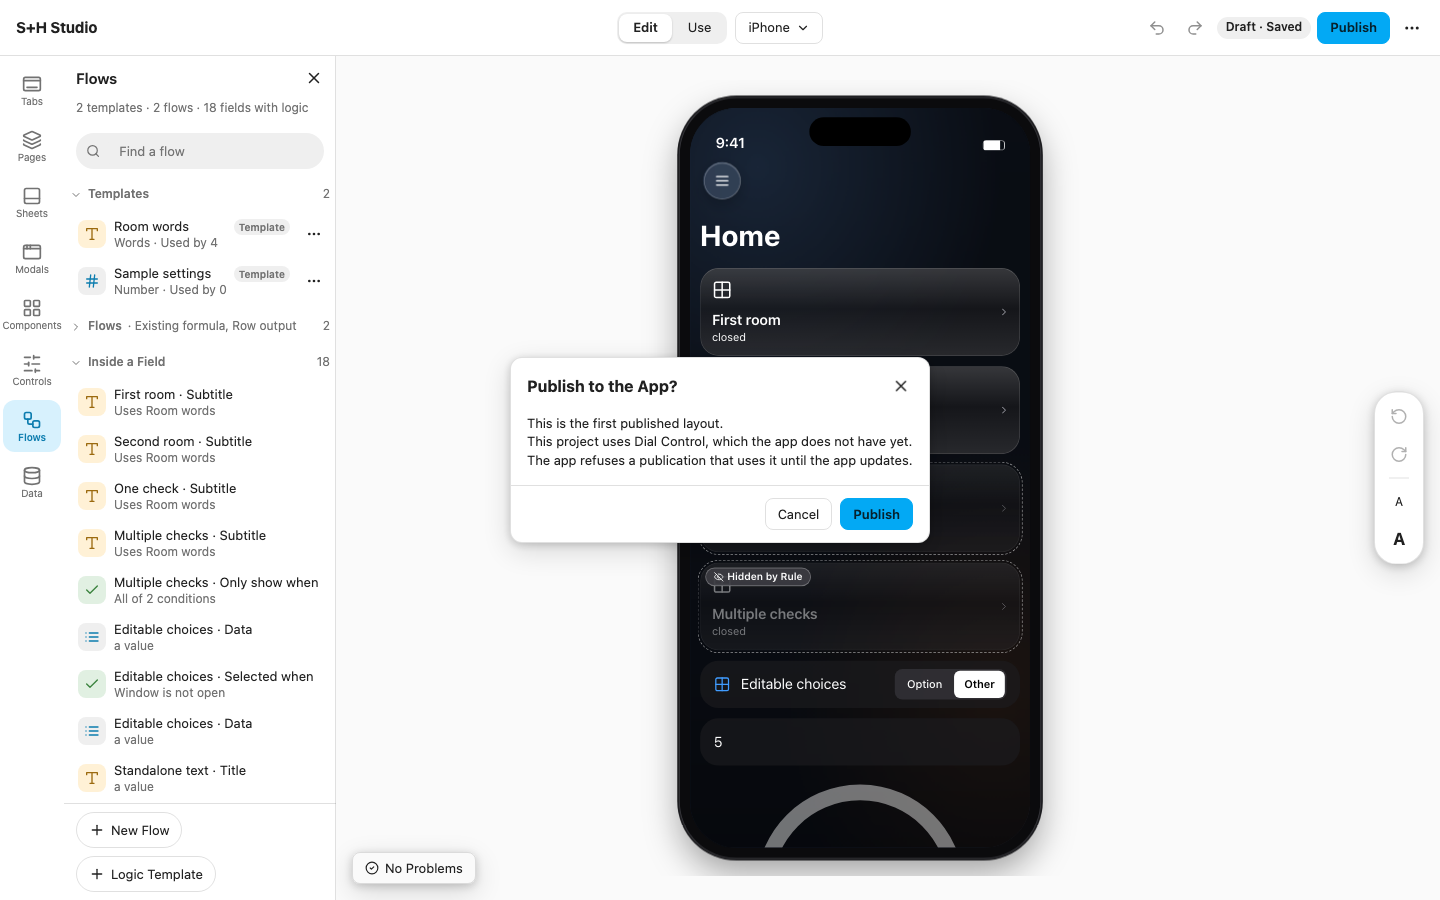 S+H Studio
Edit
Use
iPhone
Draft · Saved
Publish
Tabs
Pages
Sheets
Modals
Components
Controls
Flows
Data
Flows
2 templates · 2 flows · 18 fields with logic
Find a flow
Templates
2
Room words
Template
Words · Used by 4
Sample settings
Template
Number · Used by 0
Flows · Existing formula, Row output
2
Inside a Field
18
First room · Subtitle
Uses Room words
Second room · Subtitle
Uses Room words
One check · Subtitle
Uses Room words
Multiple checks · Subtitle
Uses Room words
Multiple checks · Only show when
All of 2 conditions
Editable choices · Data
a value
Editable choices · Selected when
Window is not open
Editable choices · Data
a value
Standalone text · Title
a value
New Flow
Logic Template
No Problems
9:41
Home
First room
closed
Publish to the App?
This is the first published layout.
This project uses Dial Control, which the app does not have yet.
The app refuses a publication that uses it until the app updates.
Cancel
Publish
Hidden by Rule
Multiple checks
closed
Editable choices
Option
Other
5
A
A